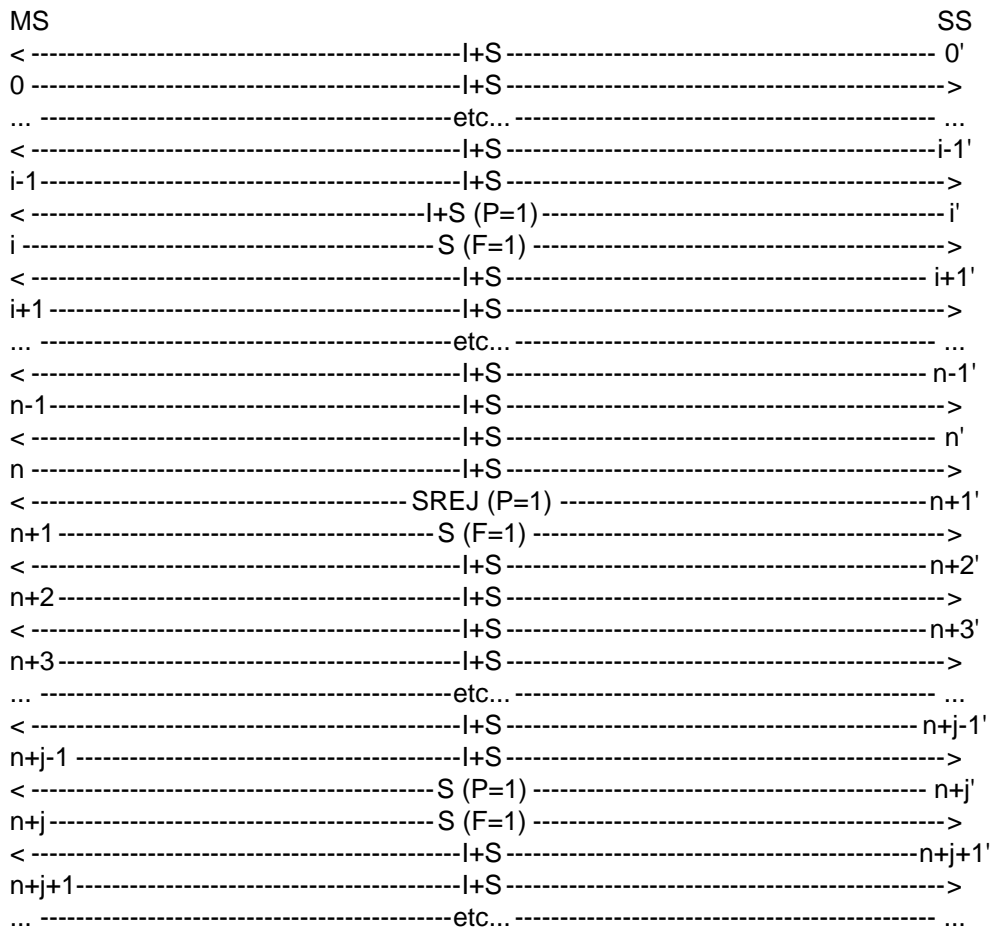 MS SS
< ------------------------------------------------I+S ------------------------------------------------ 0'
0 ------------------------------------------------I+S ------------------------------------------------->
... ----------------------------------------------etc... ----------------------------------------------- ...
< ------------------------------------------------I+S ------------------------------------------------i-1'
i-1-----------------------------------------------I+S ------------------------------------------------->
< --------------------------------------------I+S (P=1)--------------------------------------------- i'
i ---------------------------------------------- S (F=1) ---------------------------------------------->
< ------------------------------------------------I+S ----------------------------------------------- i+1'
i+1 ----------------------------------------------I+S ------------------------------------------------->
... ----------------------------------------------etc... ----------------------------------------------- ...
< ------------------------------------------------I+S ----------------------------------------------- n-1'
n-1-----------------------------------------------I+S ------------------------------------------------->
< ------------------------------------------------I+S ------------------------------------------------ n'
n ------------------------------------------------I+S ------------------------------------------------->
< ------------------------------------------ SREJ (P=1) -----------------------------------------n+1'
n+1------------------------------------------ S (F=1) ---------------------------------------------->
< ------------------------------------------------I+S -----------------------------------------------n+2'
n+2-----------------------------------------------I+S ------------------------------------------------->
< ------------------------------------------------I+S -----------------------------------------------n+3'
n+3-----------------------------------------------I+S ------------------------------------------------->
... ----------------------------------------------etc... ----------------------------------------------- ...
< ------------------------------------------------I+S ---------------------------------------------- n+j-1'
n+j-1 --------------------------------------------I+S ------------------------------------------------->
< --------------------------------------------- S (P=1) -------------------------------------------- n+j'
n+j------------------------------------------- S (F=1) ---------------------------------------------->
< ------------------------------------------------I+S ----------------------------------------------n+j+1'
n+j+1---------------------------------------------I+S ------------------------------------------------->
... ----------------------------------------------etc... ----------------------------------------------- ...